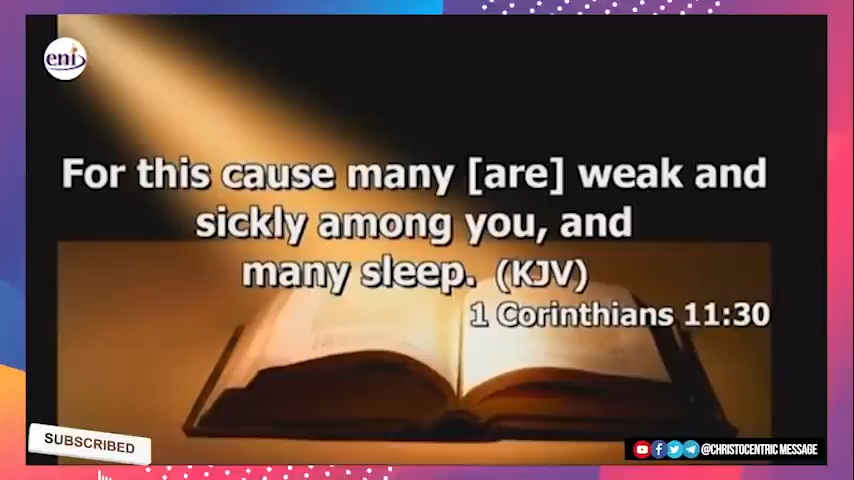 eni
For this cause many [are] weak and
sickly among you, and
many sleep. (KJV)
1 Corinthians 11:30
SUBSCRIBED
@CHRISTOCENTRIC MESSAGE